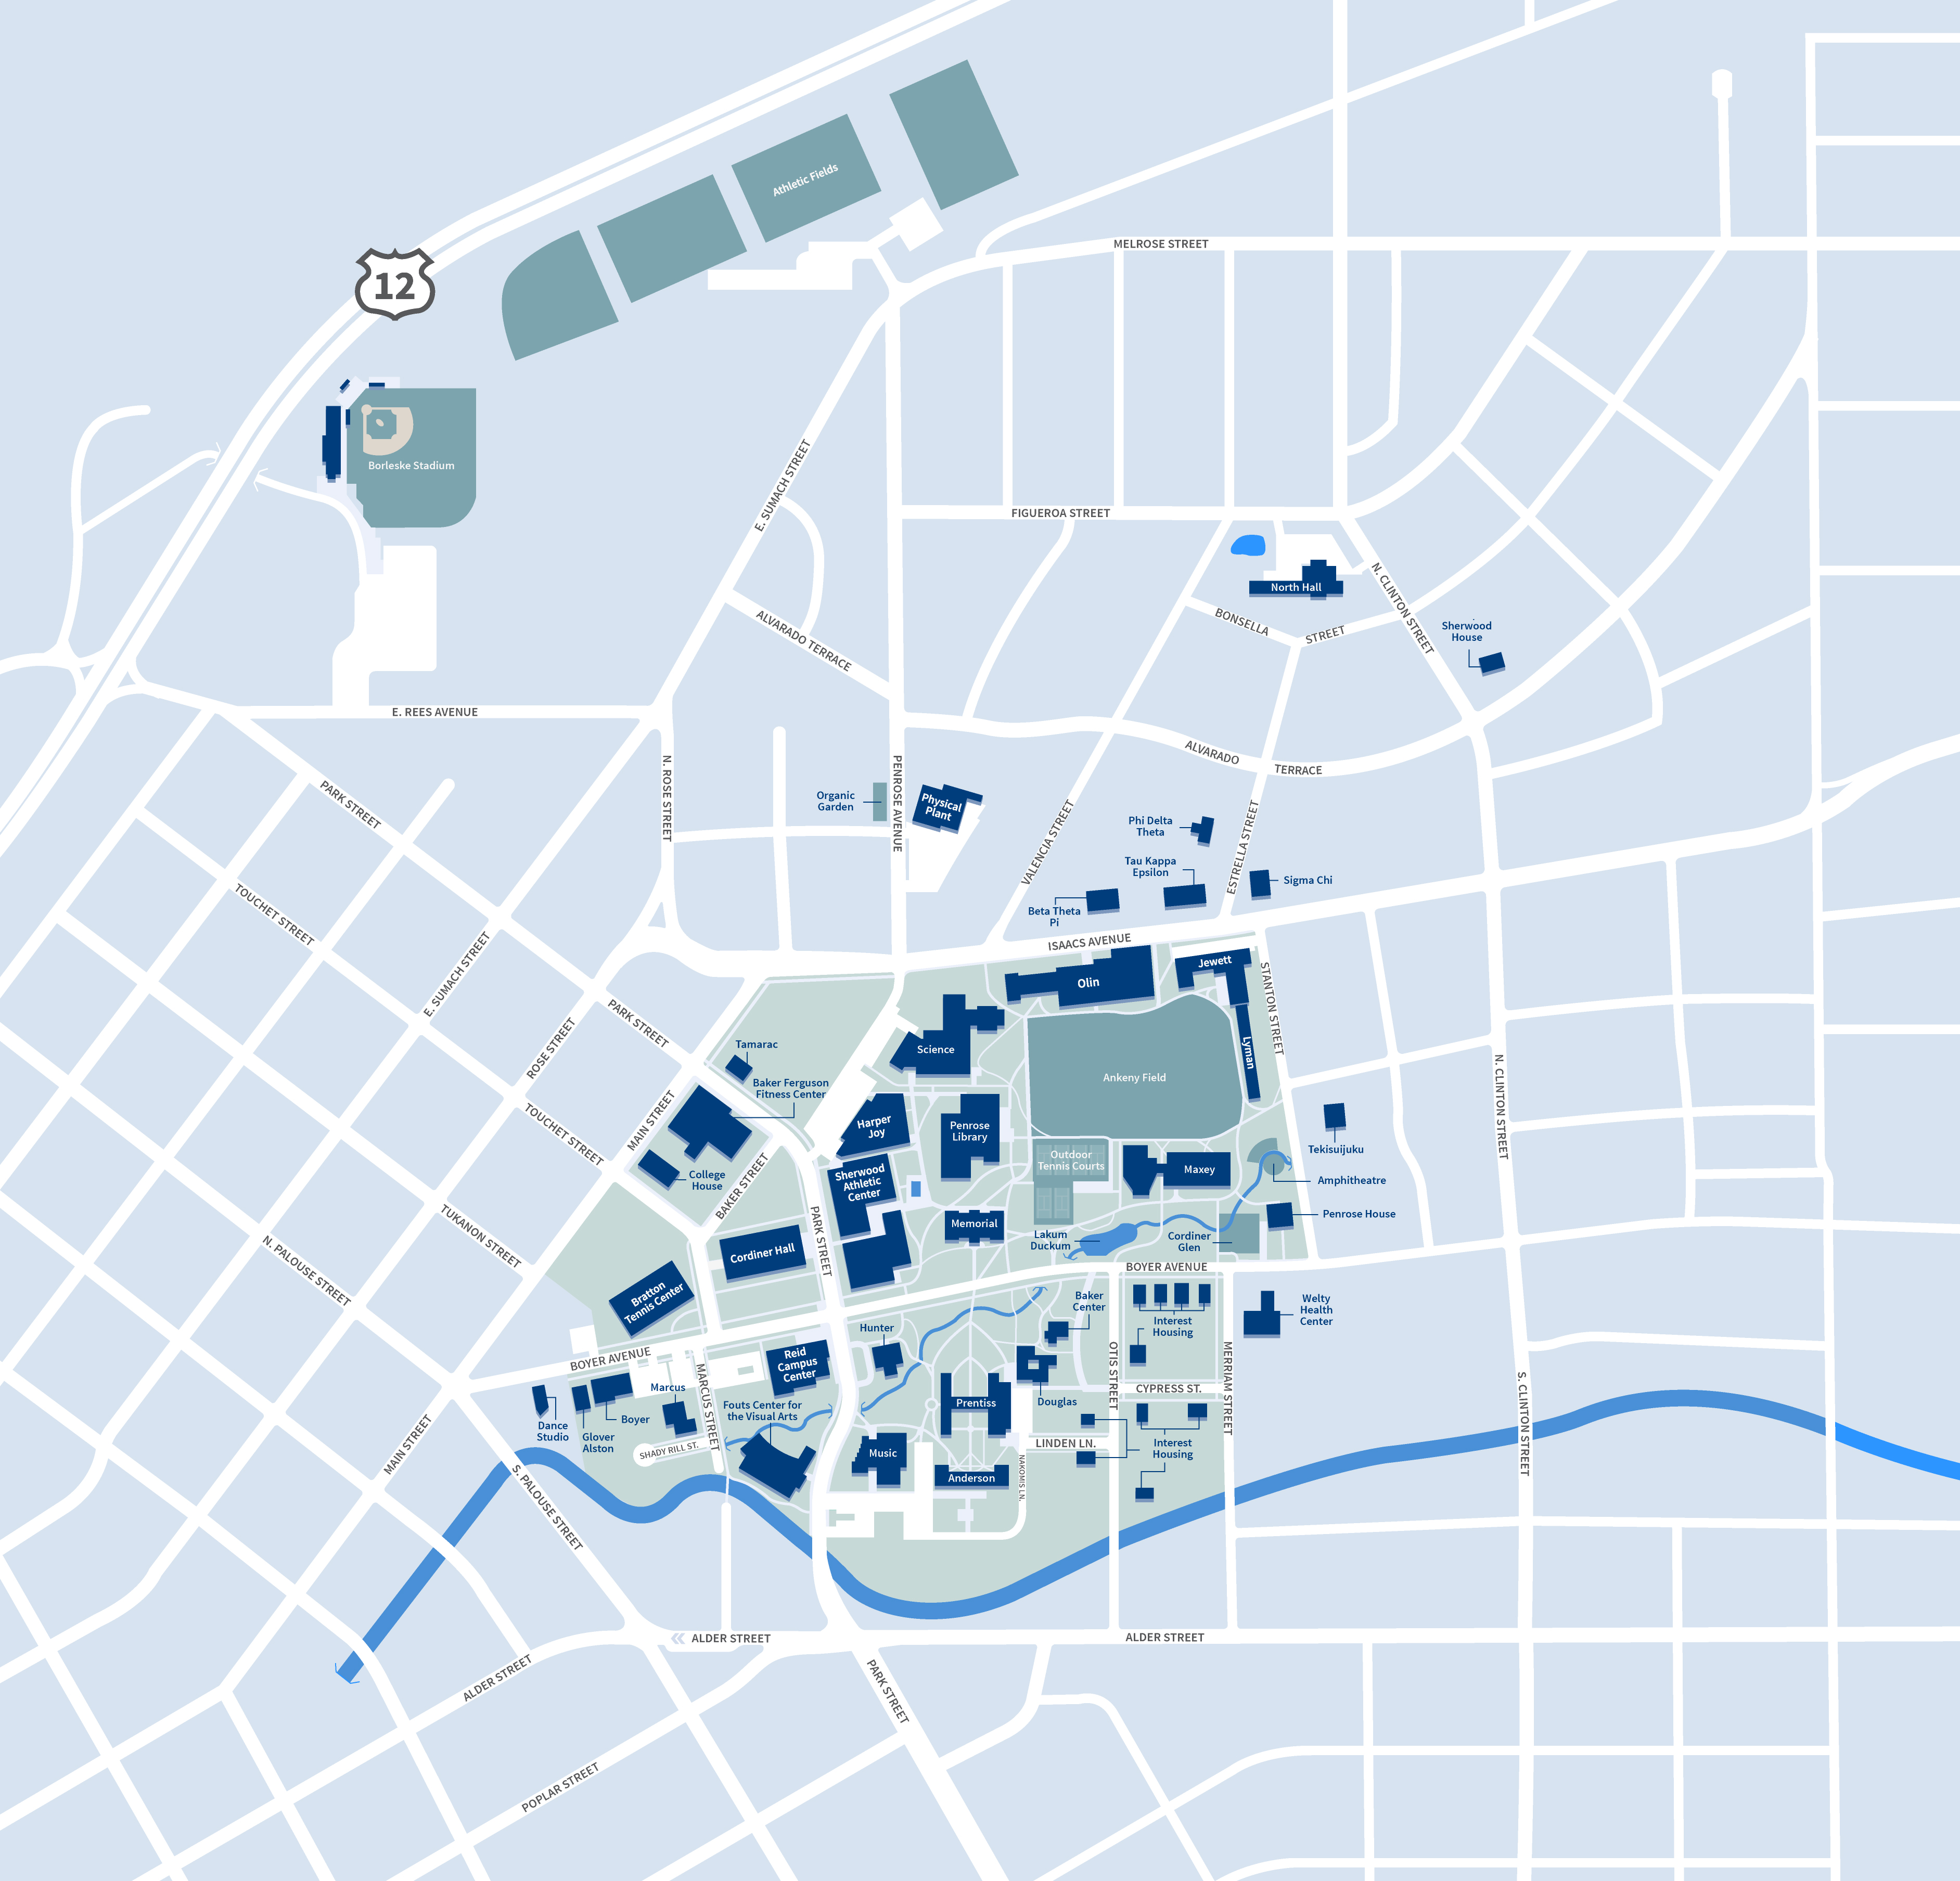 Athletic Fields
MELROSE STREET
12
Borleske Stadium
E. SUMACH STREET
FIGUEROA STREET
North Hall
N. CLINTON STREET
BONSELLA
STREET
Sherwood
House
ALVARADO TERRACE
E. REES AVENUE
ALVARADO
TERRACE
N. ROSE STREET
PENROSE AVENUE
Organic
Garden
Physical
Plant
PARK STREET
VALENCIA STREET
Phi Delta
Theta
ESTRELLA STREET
Tau Kappa
Epsilon
Sigma Chi
Beta Theta
Pi
TOUCHET STREET
ISAACS AVENUE
E. SUMACH STREET
Olin
Jewett
STANTON STREET
PARK STREET
ROSE STREET
Tamarac
Science
Lyman
Ankeny Field
N. CLINTON STREET
Baker Ferguson
Fitness Center
MAIN STREET
TOUCHET STREET
Harper
Joy
Penrose
Library
Tekisuijuku
Outdoor
Tennis Courts
Maxey
College
House
BAKER STREET
Sherwood
Athletic
Center
Amphitheatre
Penrose House
TUKANON STREET
N. PALOUSE STREET
PARK STREET
Memorial
Lakum
Duckum
Cordiner
Glen
Cordiner Hall
BOYER AVENUE
Bratton
Tennis Center
Baker
Center
Interest
Housing
Welty
Health
Center
Hunter
BOYER AVENUE
Reid
Campus
Center
MARCUS STREET
OTIS STREET
MERRIAM STREET
S. CLINTON STREET
Marcus
CYPRESS ST.
Prentiss
Douglas
Fouts Center for
the Visual Arts
Dance
Studio
Boyer
Glover
Alston
MAIN STREET
SHADY RILL ST.
Music
LINDEN LN.
Interest
Housing
Anderson
NAKOMIS LN.
S. PALOUSE STREET
ALDER STREET
ALDER STREET
ALDER STREET
PARK STREET
POPLAR STREET